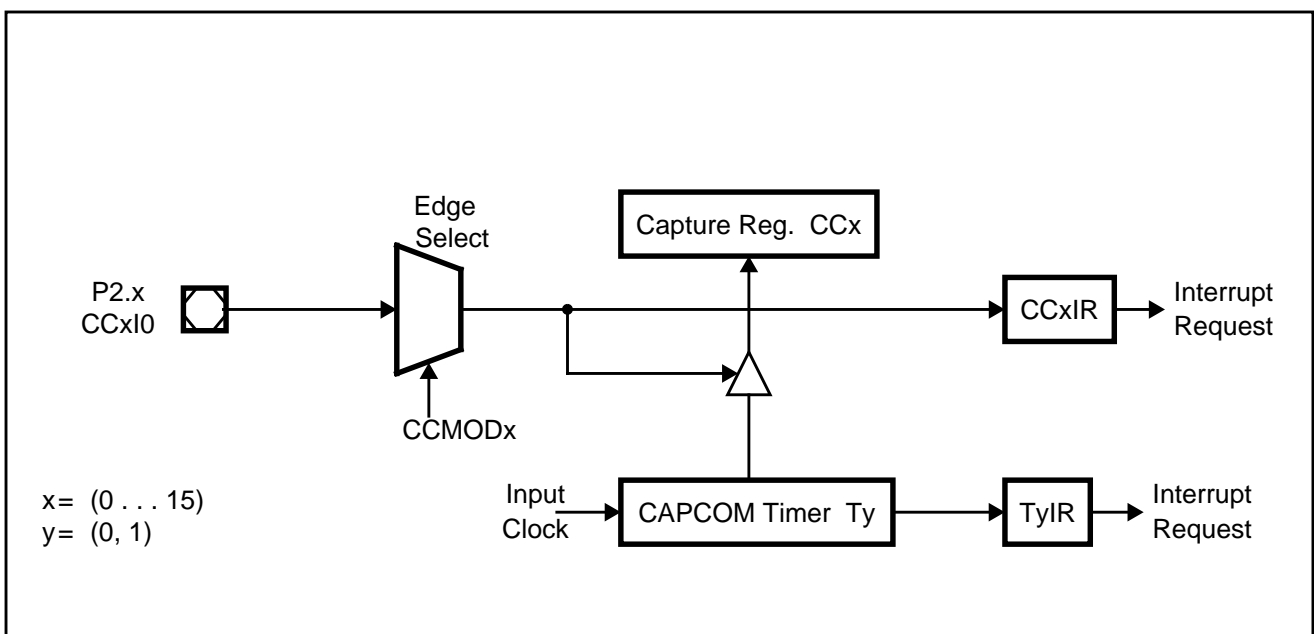 Edge
Select
Capture Reg. CCx
P2.x
CCxI0
CCxIR
Interrupt
Request
CCMODx
x= (0 . . . 15)
y= (0, 1)
Input
Clock
CAPCOM Timer Ty
TyIR
Interrupt
Request